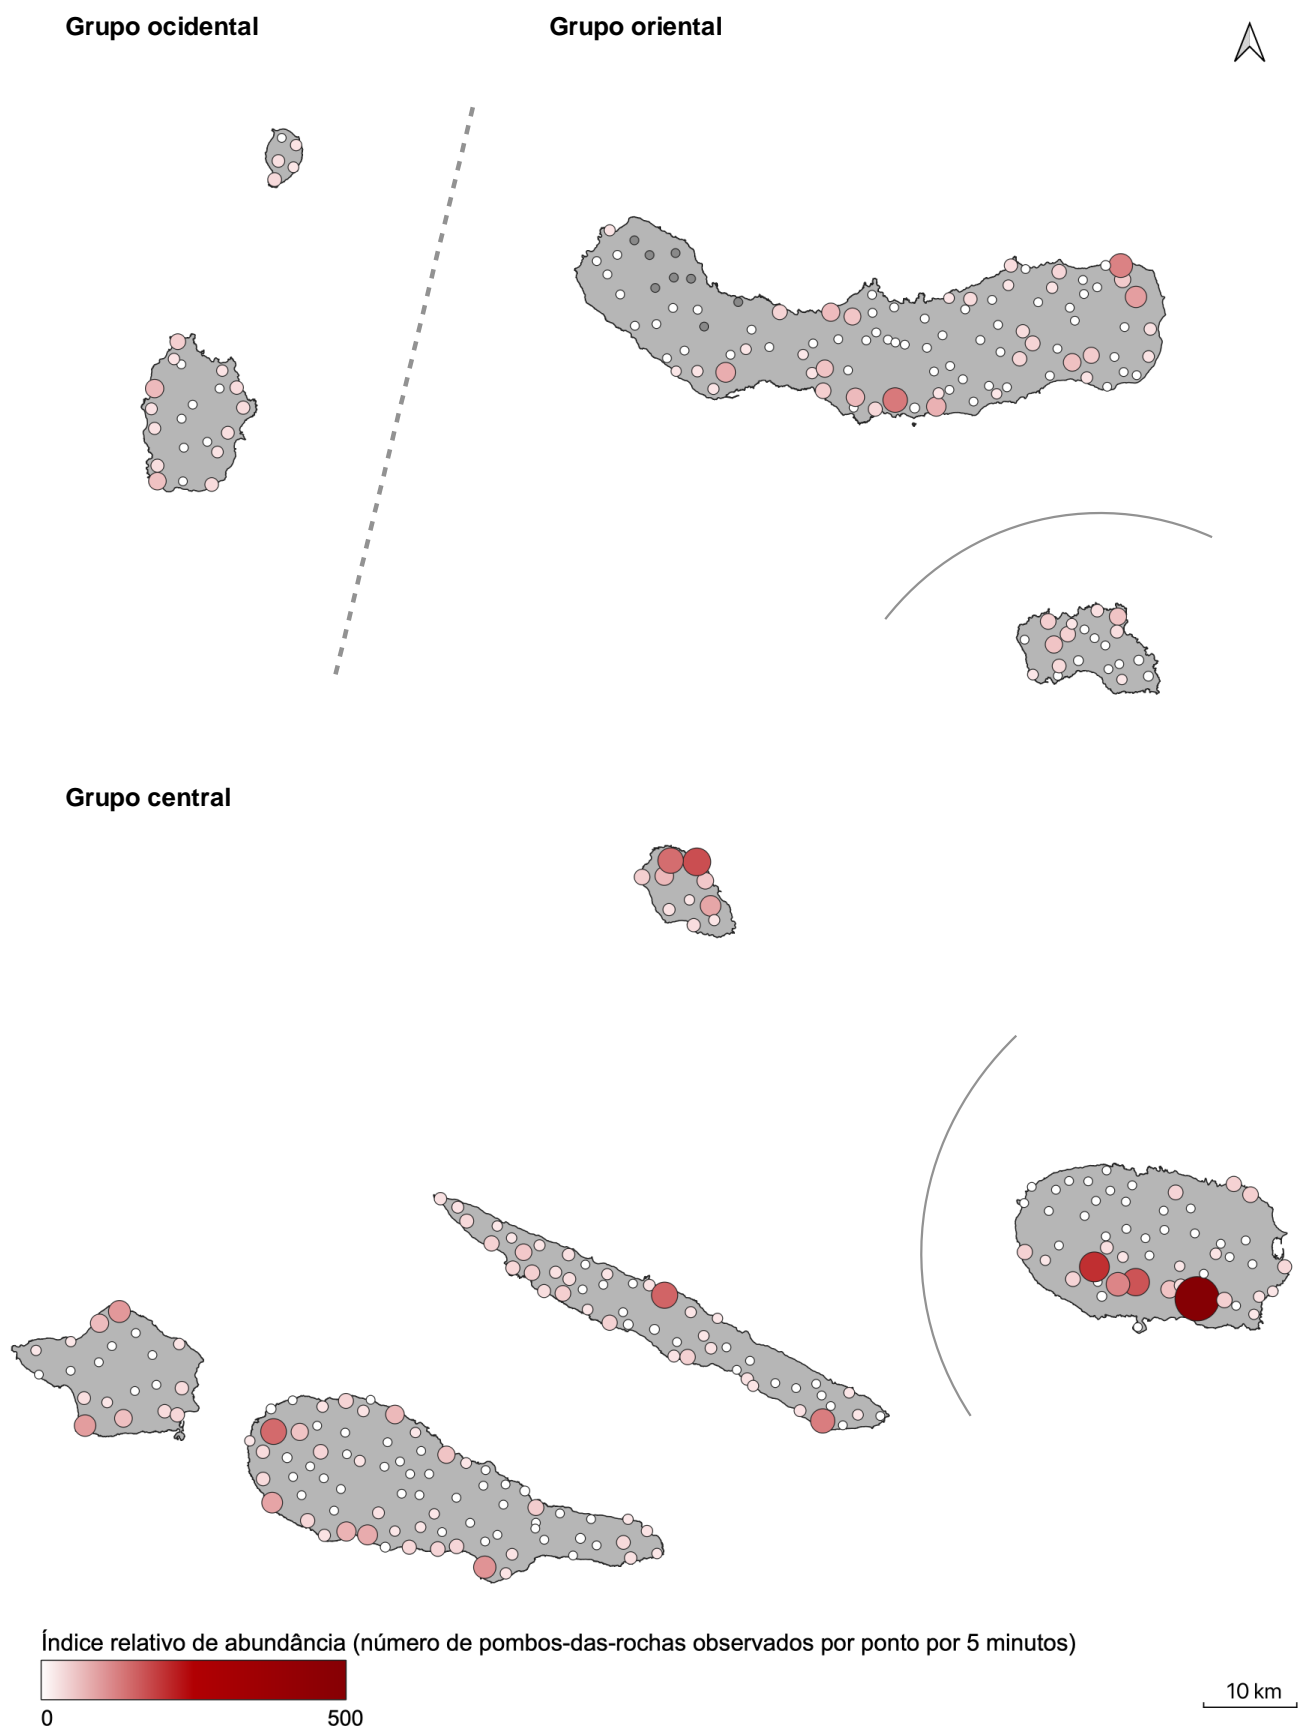 Grupo ocidental
Grupo oriental
Grupo central
Índice relativo de abundância (número de pombos-das-rochas observados por ponto por 5 minutos)
0
500
10 km